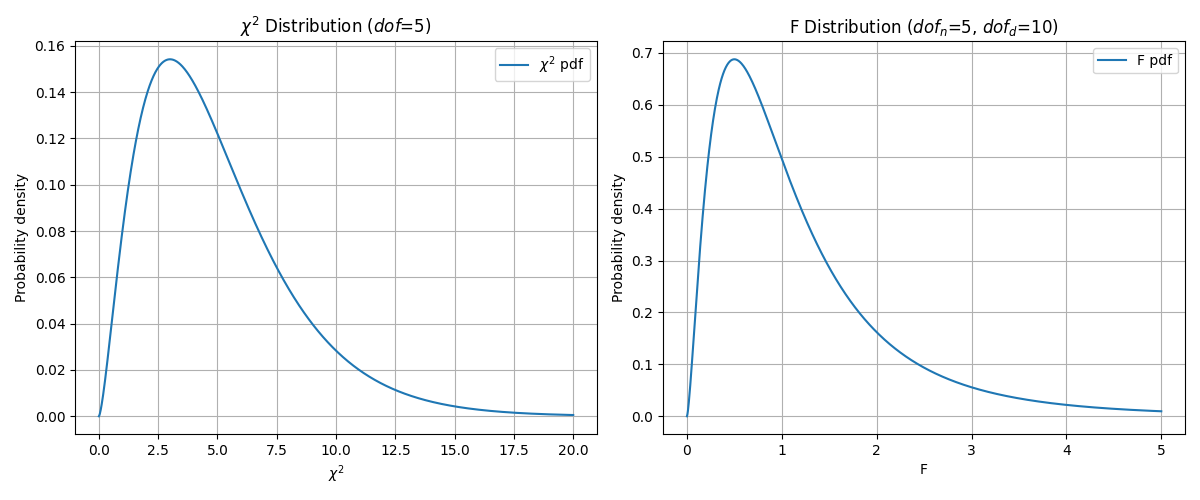 χ² Distribution (dof=5)
χ² pdf
Probability density
0.16
0.14
0.12
0.10
0.08
0.06
0.04
0.02
0.00
0.0 2.5 5.0 7.5 10.0 12.5 15.0 17.5 20.0
χ²
F Distribution (dofₙ=5, dof_d=10)
F pdf
Probability density
0.7
0.6
0.5
0.4
0.3
0.2
0.1
0.0
0 1 2 3 4 5
F